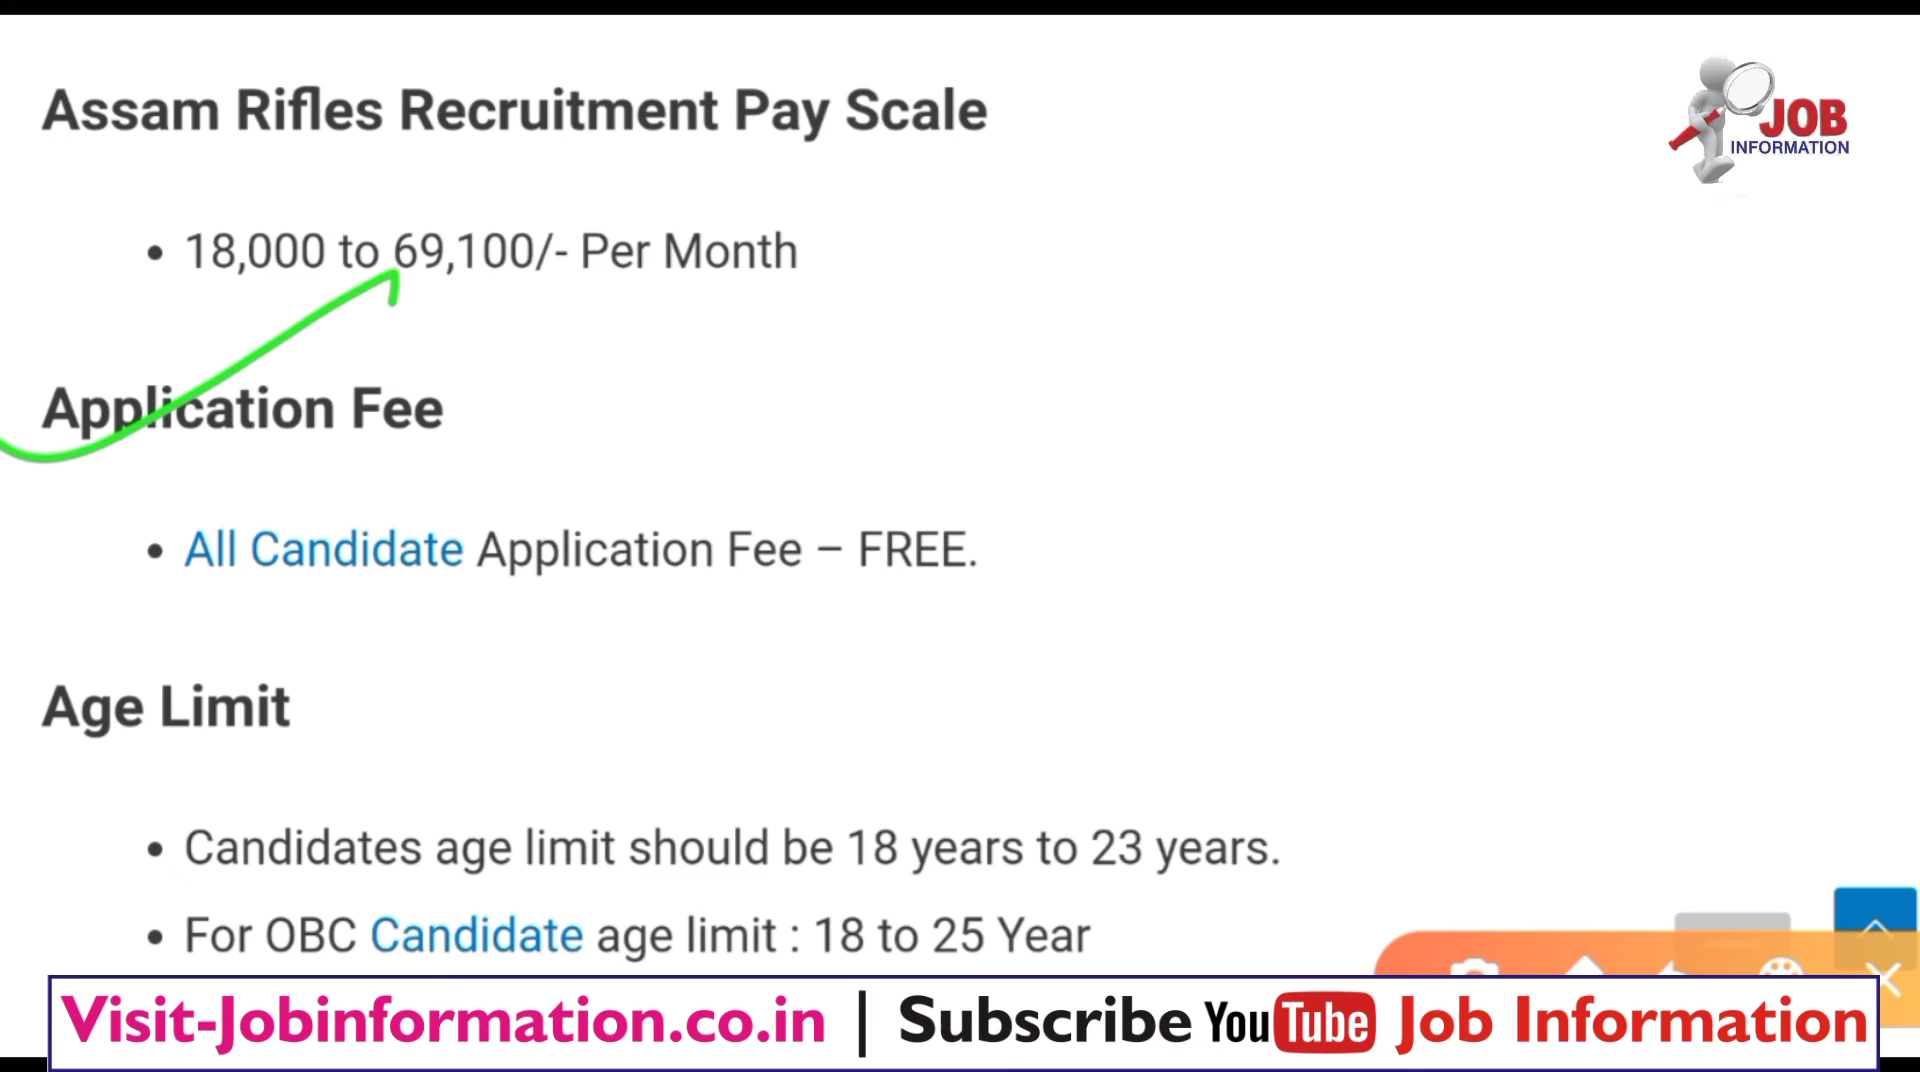 Assam Rifles Recruitment Pay Scale
JOB
INFORMATION
• 18,000 to 69,100/- Per Month
Application Fee
• All Candidate Application Fee – FREE.
Age Limit
• Candidates age limit should be 18 years to 23 years.
• For OBC Candidate age limit : 18 to 25 Year
Visit-Jobinformation.co.in | Subscribe YouTube Job Information